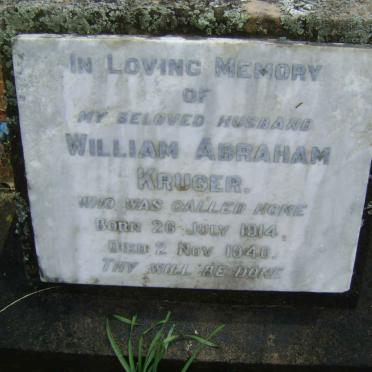 IN LOVING MEMORY
OF
MY BELOVED HUSBAND
WILLIAM ABRAHAM
KRUGER.
WHO WAS CALLED HOME
BORN 26 JULY 1914.
DIED 2 NOV. 1940.
THY WILL BE DONE